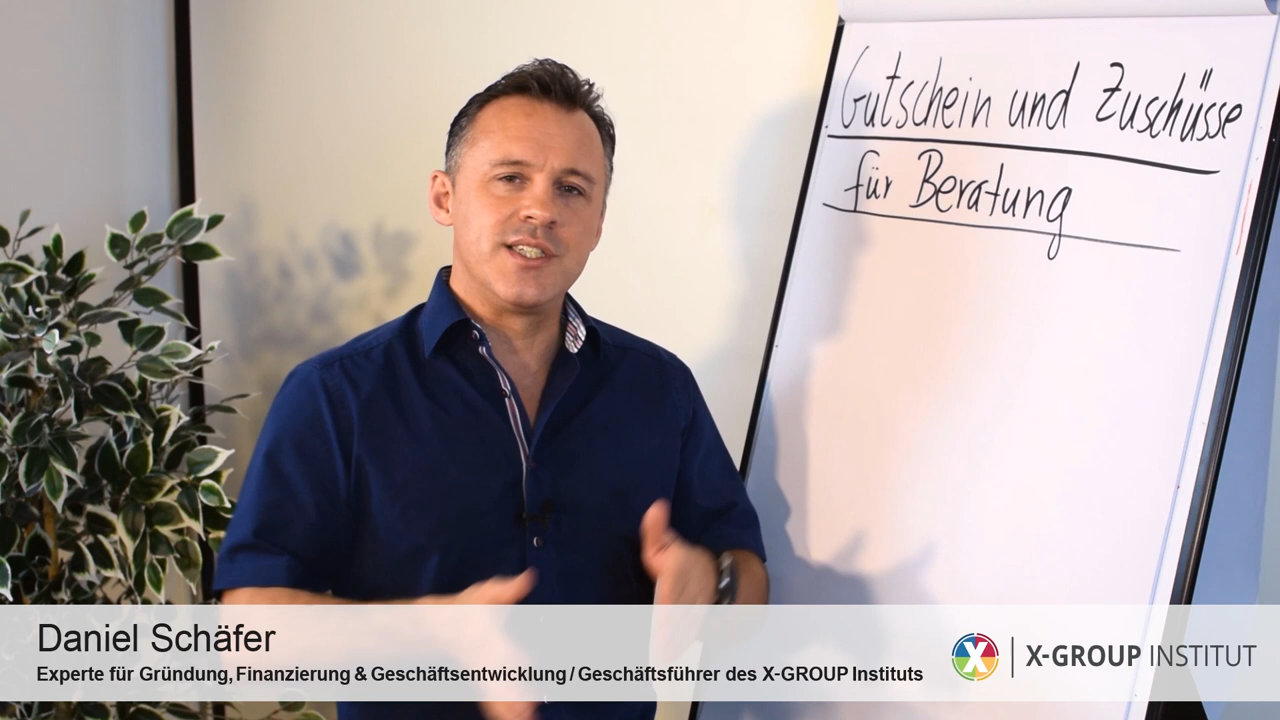 Gutschein und Zuschüsse
für Beratung
Daniel Schäfer
Experte für Gründung, Finanzierung & Geschäftsentwicklung / Geschäftsführer des X-GROUP Instituts
X | X-GROUP INSTITUT